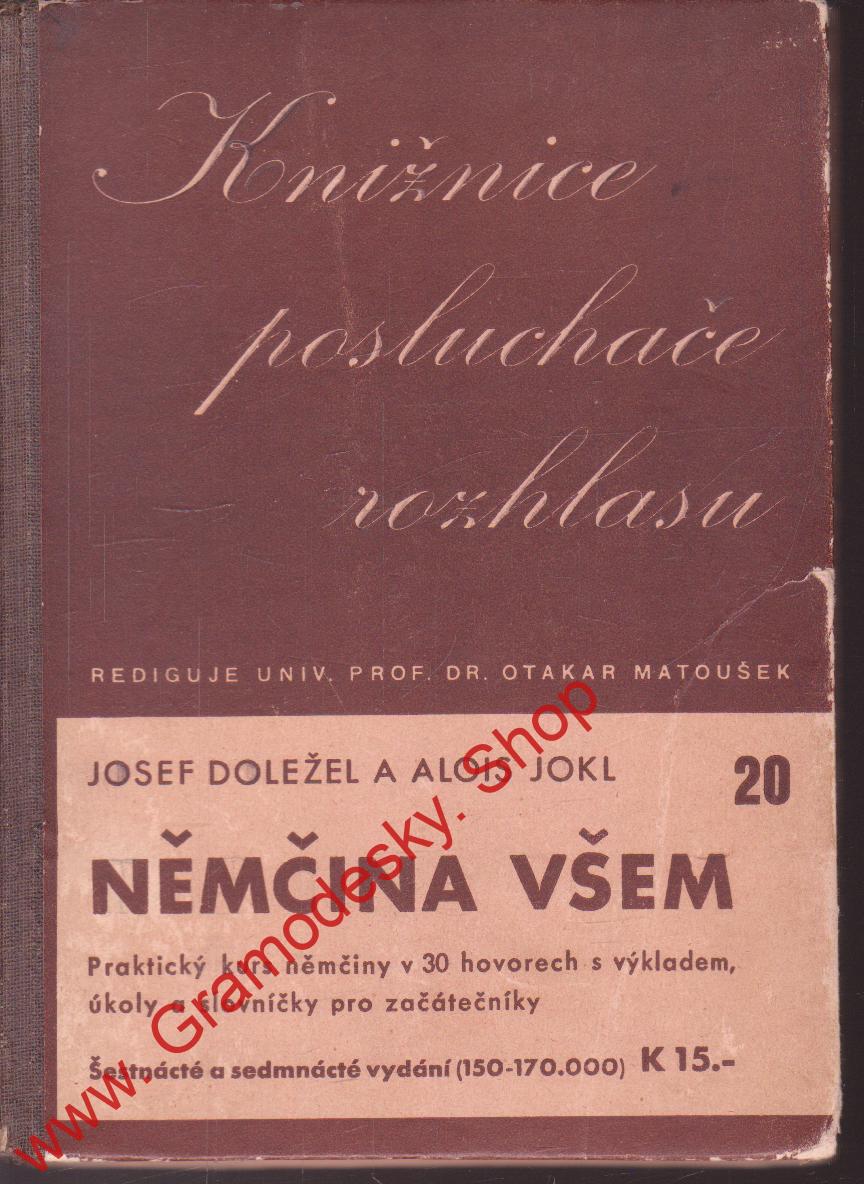 Knižnice
posluchače
rozhlasu
REDIGUJE UNIV. PROF. DR. OTAKAR MATOUŠEK
JOSEF DOLEŽEL A ALOIS JOKL
20
NĚMČINA VŠEM
Praktický kurs němčiny v 30 hovorech s výkladem,
úkoly a slovníčky pro začátečníky
Šestnácté a sedmnácté vydání (150-170.000) K 15.-
www. Gramodesky. Shop